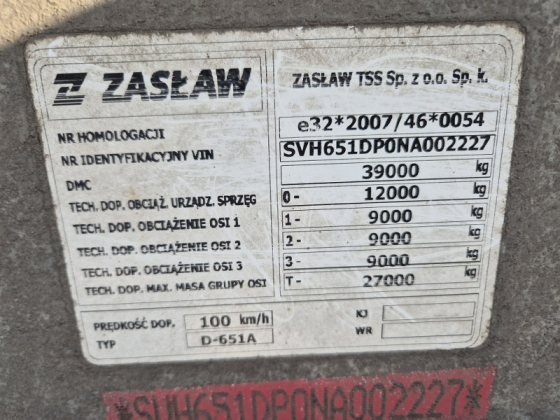 Z ZASŁAW
ZASŁAW TSS Sp. z o.o. Sp. k.
NR HOMOLOGACJI e32*2007/46*0054
NR IDENTYFIKACYJNY VIN SVH651DP0NA002227
DMC 39000 kg
TECH. DOP. OBCIĄŻ. URZĄDZ. SPRZĘG 0- 12000 kg
TECH. DOP. OBCIĄŻENIE OSI 1 1- 9000 kg
TECH. DOP. OBCIĄŻENIE OSI 2 2- 9000 kg
TECH. DOP. OBCIĄŻENIE OSI 3 3- 9000 kg
TECH. DOP. MAX. MASA GRUPY OSI T- 27000 kg
PRĘDKOŚĆ DOP. 100 km/h KJ
TYP D-651A WR
*SVH651DP0NA002227*